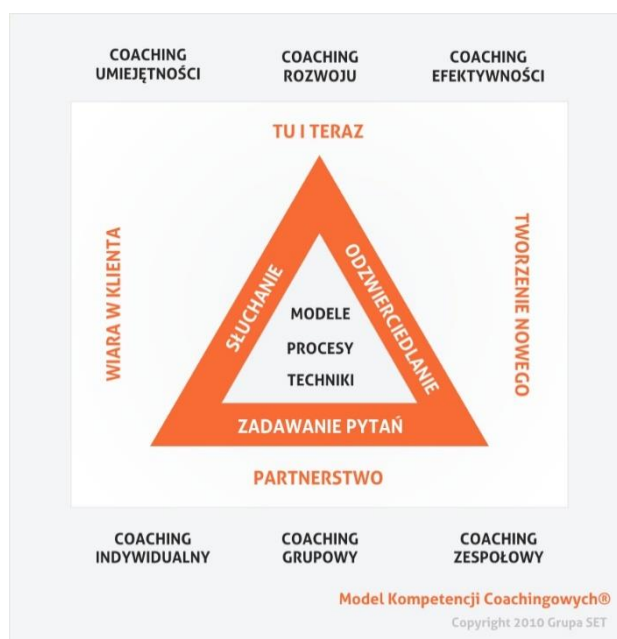 COACHING
UMIEJĘTNOŚCI
COACHING
ROZWOJU
COACHING
EFEKTYWNOŚCI
TU I TERAZ
WIARA W KLIENTA
SŁUCHANIE
ODZWIERCIEDLANIE
TWORZENIE NOWEGO
MODELE
PROCESY
TECHNIKI
ZADAWANIE PYTAŃ
PARTNERSTWO
COACHING
INDYWIDUALNY
COACHING
GRUPOWY
COACHING
ZESPOŁOWY
Model Kompetencji Coachingowych®
Copyright 2010 Grupa SET